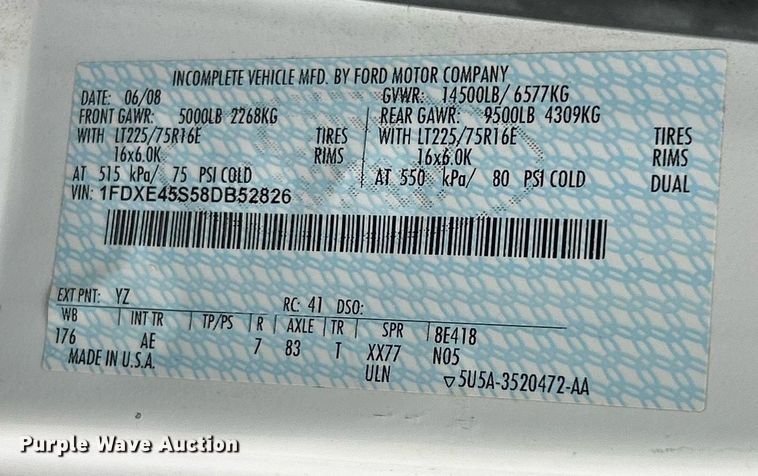 INCOMPLETE VEHICLE MFD. BY FORD MOTOR COMPANY
DATE: 06/08 GVWR: 14500LB/ 6577KG
FRONT GAWR: 5000LB 2268KG REAR GAWR: 9500LB 4309KG
WITH LT225/75R16E TIRES WITH LT225/75R16E TIRES
16x6.0K RIMS 16x6.0K RIMS
AT 515 kPa/ 75 PSI COLD AT 550 kPa/ 80 PSI COLD DUAL
VIN: 1FDXE45S58DB52826
EXT PNT: YZ RC: 41 DSO:
WB INT TR TP/PS R AXLE TR SPR 8E418
176 AE 7 83 T XX77 N05
MADE IN U.S.A. ULN ▽5U5A-3520472-AA
Purple Wave Auction